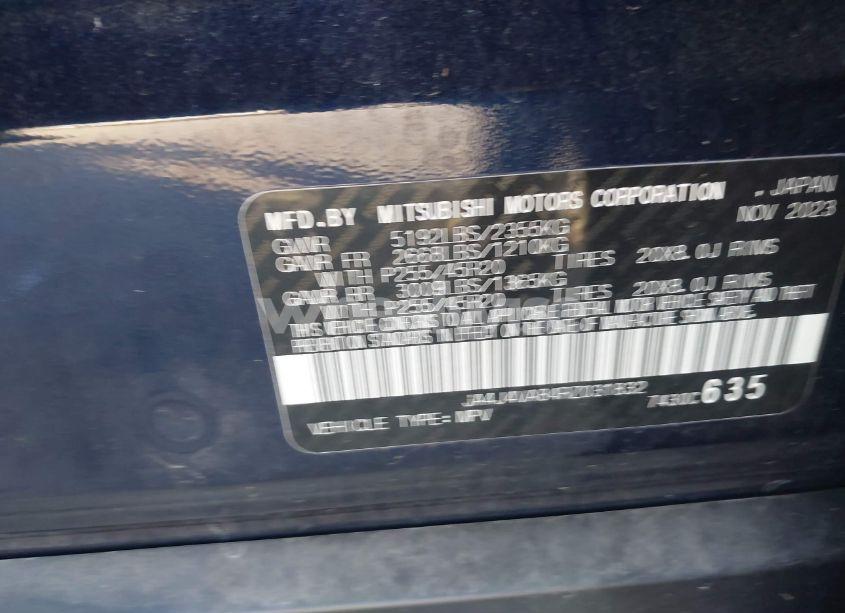 MFD.BY MITSUBISHI MOTORS CORPORATION - JAPAN
GVWR 5192LBS/2355KG NOV 2023
GAWR FR 2668LBS/1210KG
WITH P255/45R20 TIRES 20X8.0J RIMS
GAWR RR 3009LBS/1365KG
WITH P255/45R20 TIRES 20X8.0J RIMS
THIS VEHICLE CONFORMS TO ALL APPLICABLE FEDERAL MOTOR VEHICLE SAFETY AND THEFT
PREVENTION STANDARDS IN EFFECT ON THE DATE OF MANUFACTURE SHOWN ABOVE.
635
VEHICLE TYPE= MPV